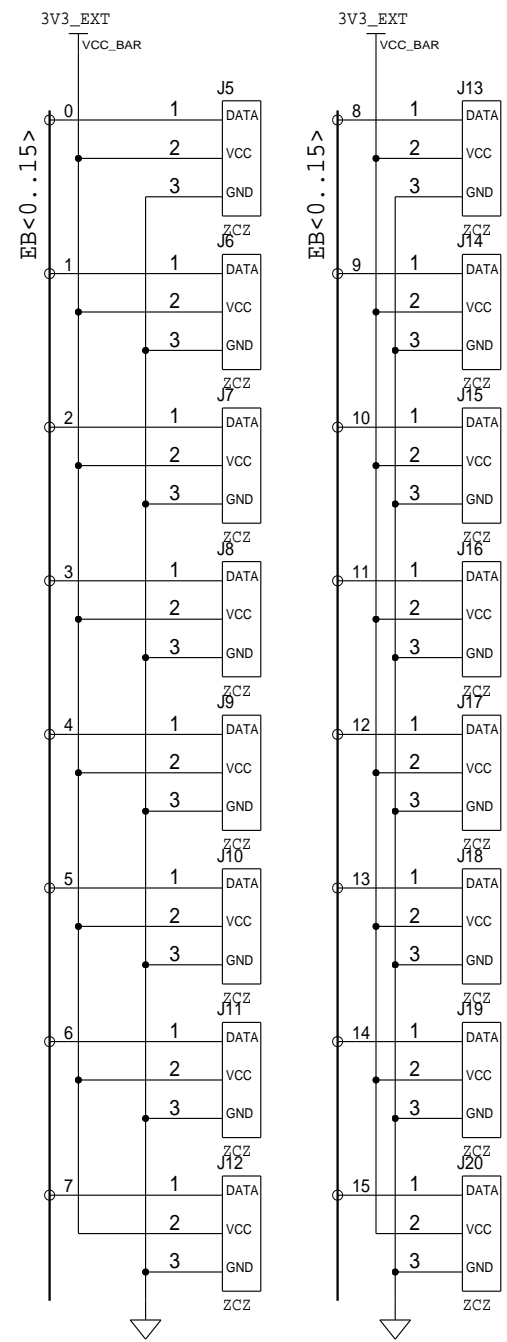 3V3_EXT
VCC_BAR
EB<0...15>
J5
0 1 DATA
2 VCC
3 GND
ZCZ
J6
1 1 DATA
2 VCC
3 GND
ZCZ
J7
2 1 DATA
2 VCC
3 GND
ZCZ
J8
3 1 DATA
2 VCC
3 GND
ZCZ
J9
4 1 DATA
2 VCC
3 GND
ZCZ
J10
5 1 DATA
2 VCC
3 GND
ZCZ
J11
6 1 DATA
2 VCC
3 GND
ZCZ
J12
7 1 DATA
2 VCC
3 GND
ZCZ
3V3_EXT
VCC_BAR
EB<0...15>
J13
8 1 DATA
2 VCC
3 GND
ZCZ
J14
9 1 DATA
2 VCC
3 GND
ZCZ
J15
10 1 DATA
2 VCC
3 GND
ZCZ
J16
11 1 DATA
2 VCC
3 GND
ZCZ
J17
12 1 DATA
2 VCC
3 GND
ZCZ
J18
13 1 DATA
2 VCC
3 GND
ZCZ
J19
14 1 DATA
2 VCC
3 GND
ZCZ
J20
15 1 DATA
2 VCC
3 GND
ZCZ